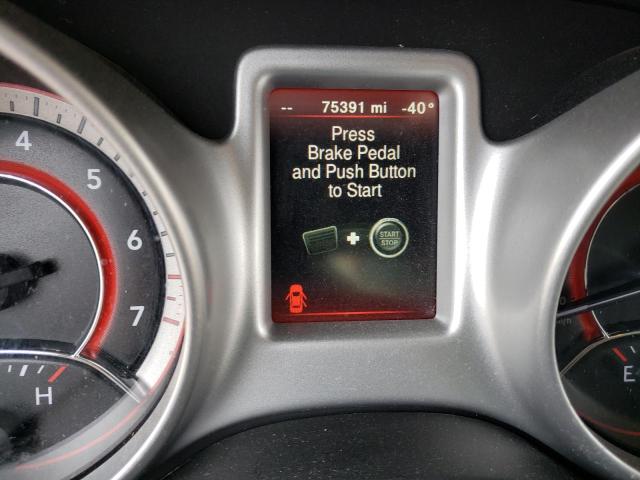 -- 75391 mi -40°
Press
Brake Pedal
and Push Button
to Start
START
STOP
4
5
6
7
H
E